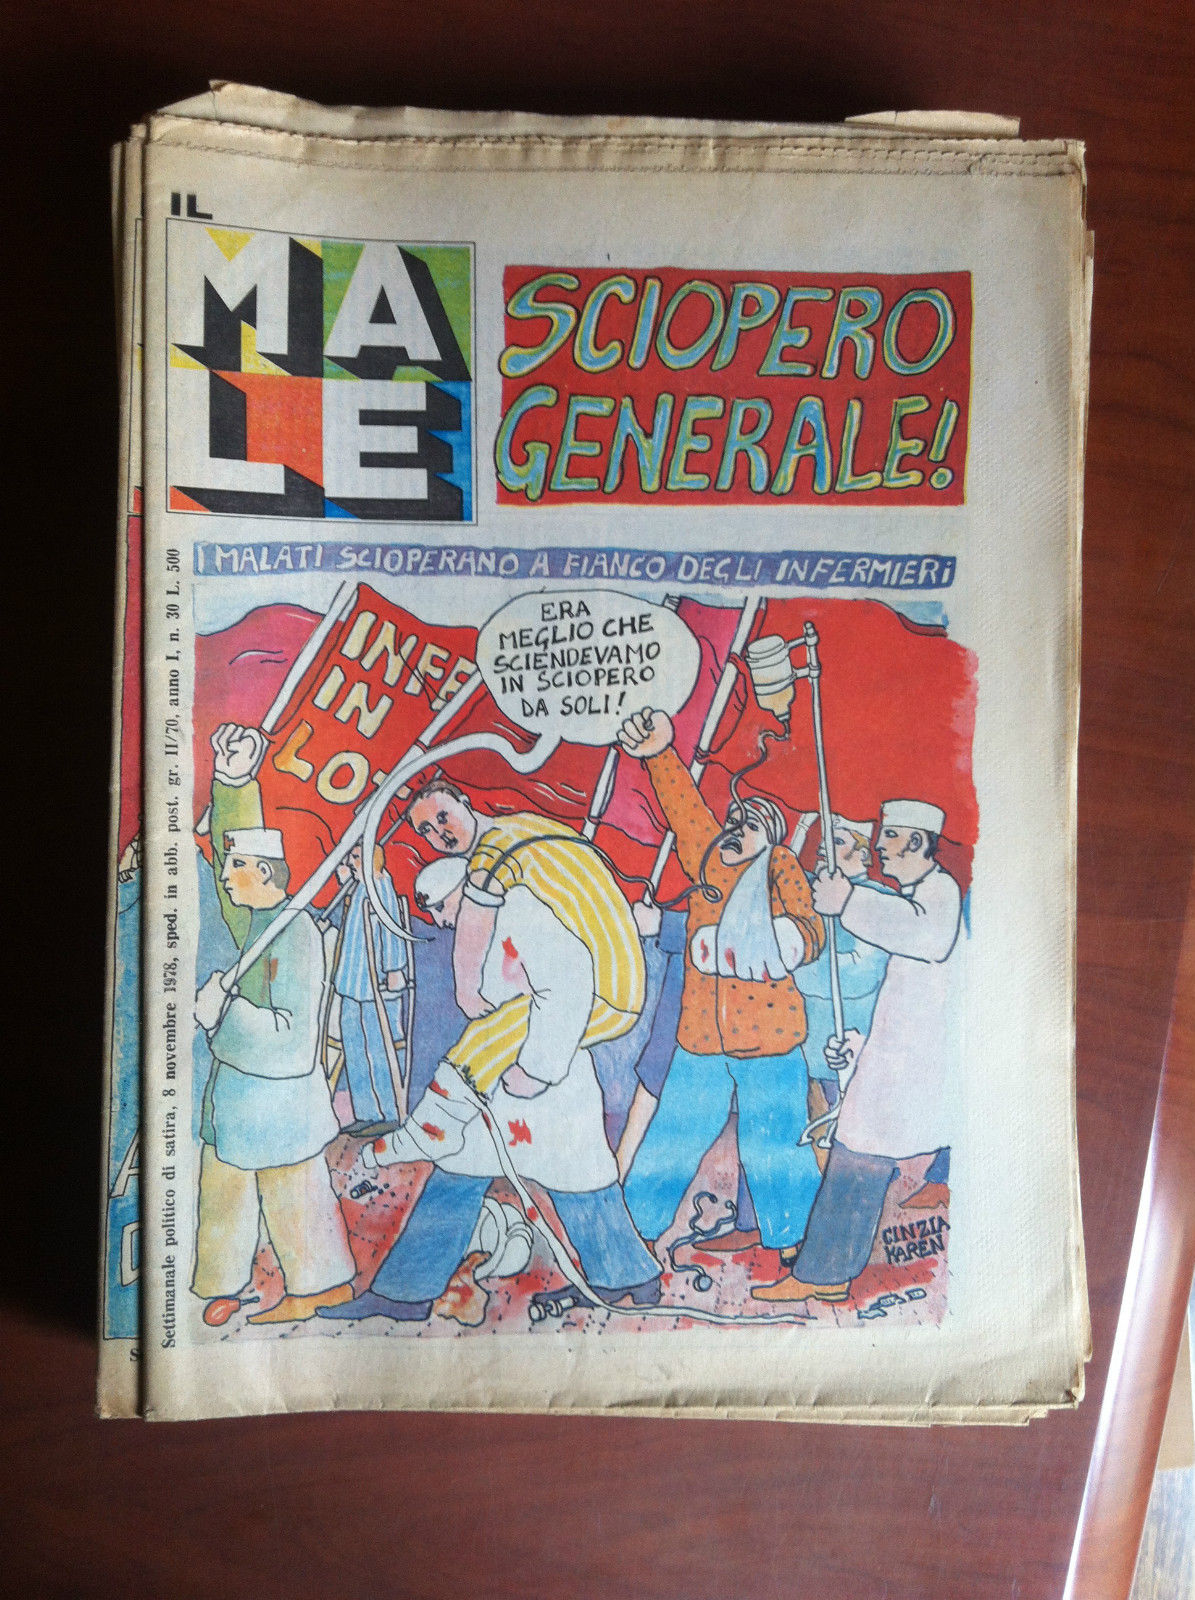 IL
MA
LE
SCIOPERO
GENERALE!
I MALATI SCIOPERANO A FIANCO DEGLI INFERMIERI
ERA
MEGLIO CHE
SCIENDEVAMO
IN SCIOPERO
DA SOLI!
INFE
IN
LO
CINZIA
KAREN
Settimanale politico di satira, 8 novembre 1978, sped. in abb. post. gr. II/70, anno I, n. 30 L. 500